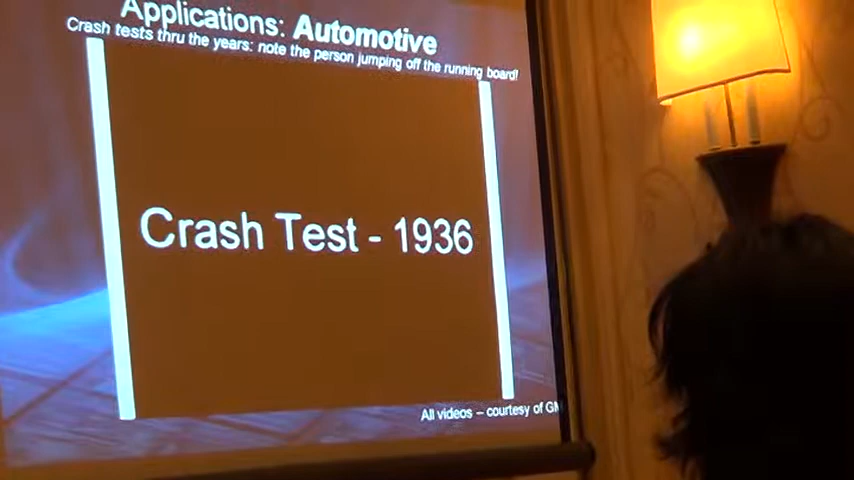 Applications: Automotive
Crash tests thru the years: note the person jumping off the running board!
Crash Test - 1936
All videos – courtesy of GM